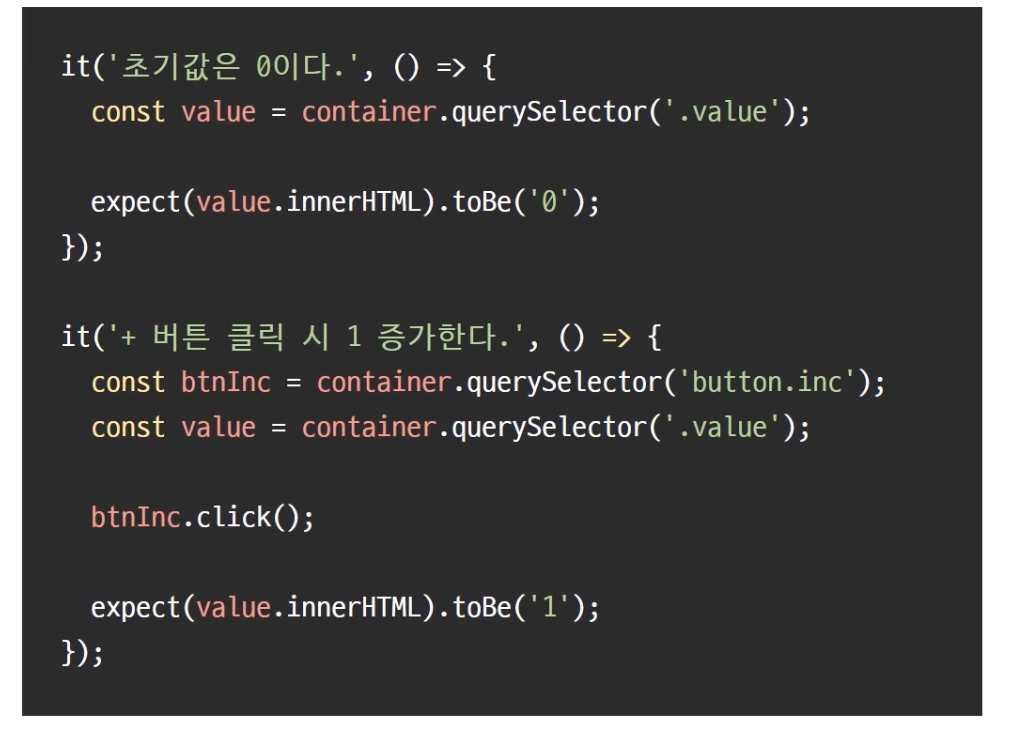 it('초기값은 0이다.', () => {
  const value = container.querySelector('.value');

  expect(value.innerHTML).toBe('0');
});

it('+ 버튼 클릭 시 1 증가한다.', () => {
  const btnInc = container.querySelector('button.inc');
  const value = container.querySelector('.value');

  btnInc.click();

  expect(value.innerHTML).toBe('1');
});